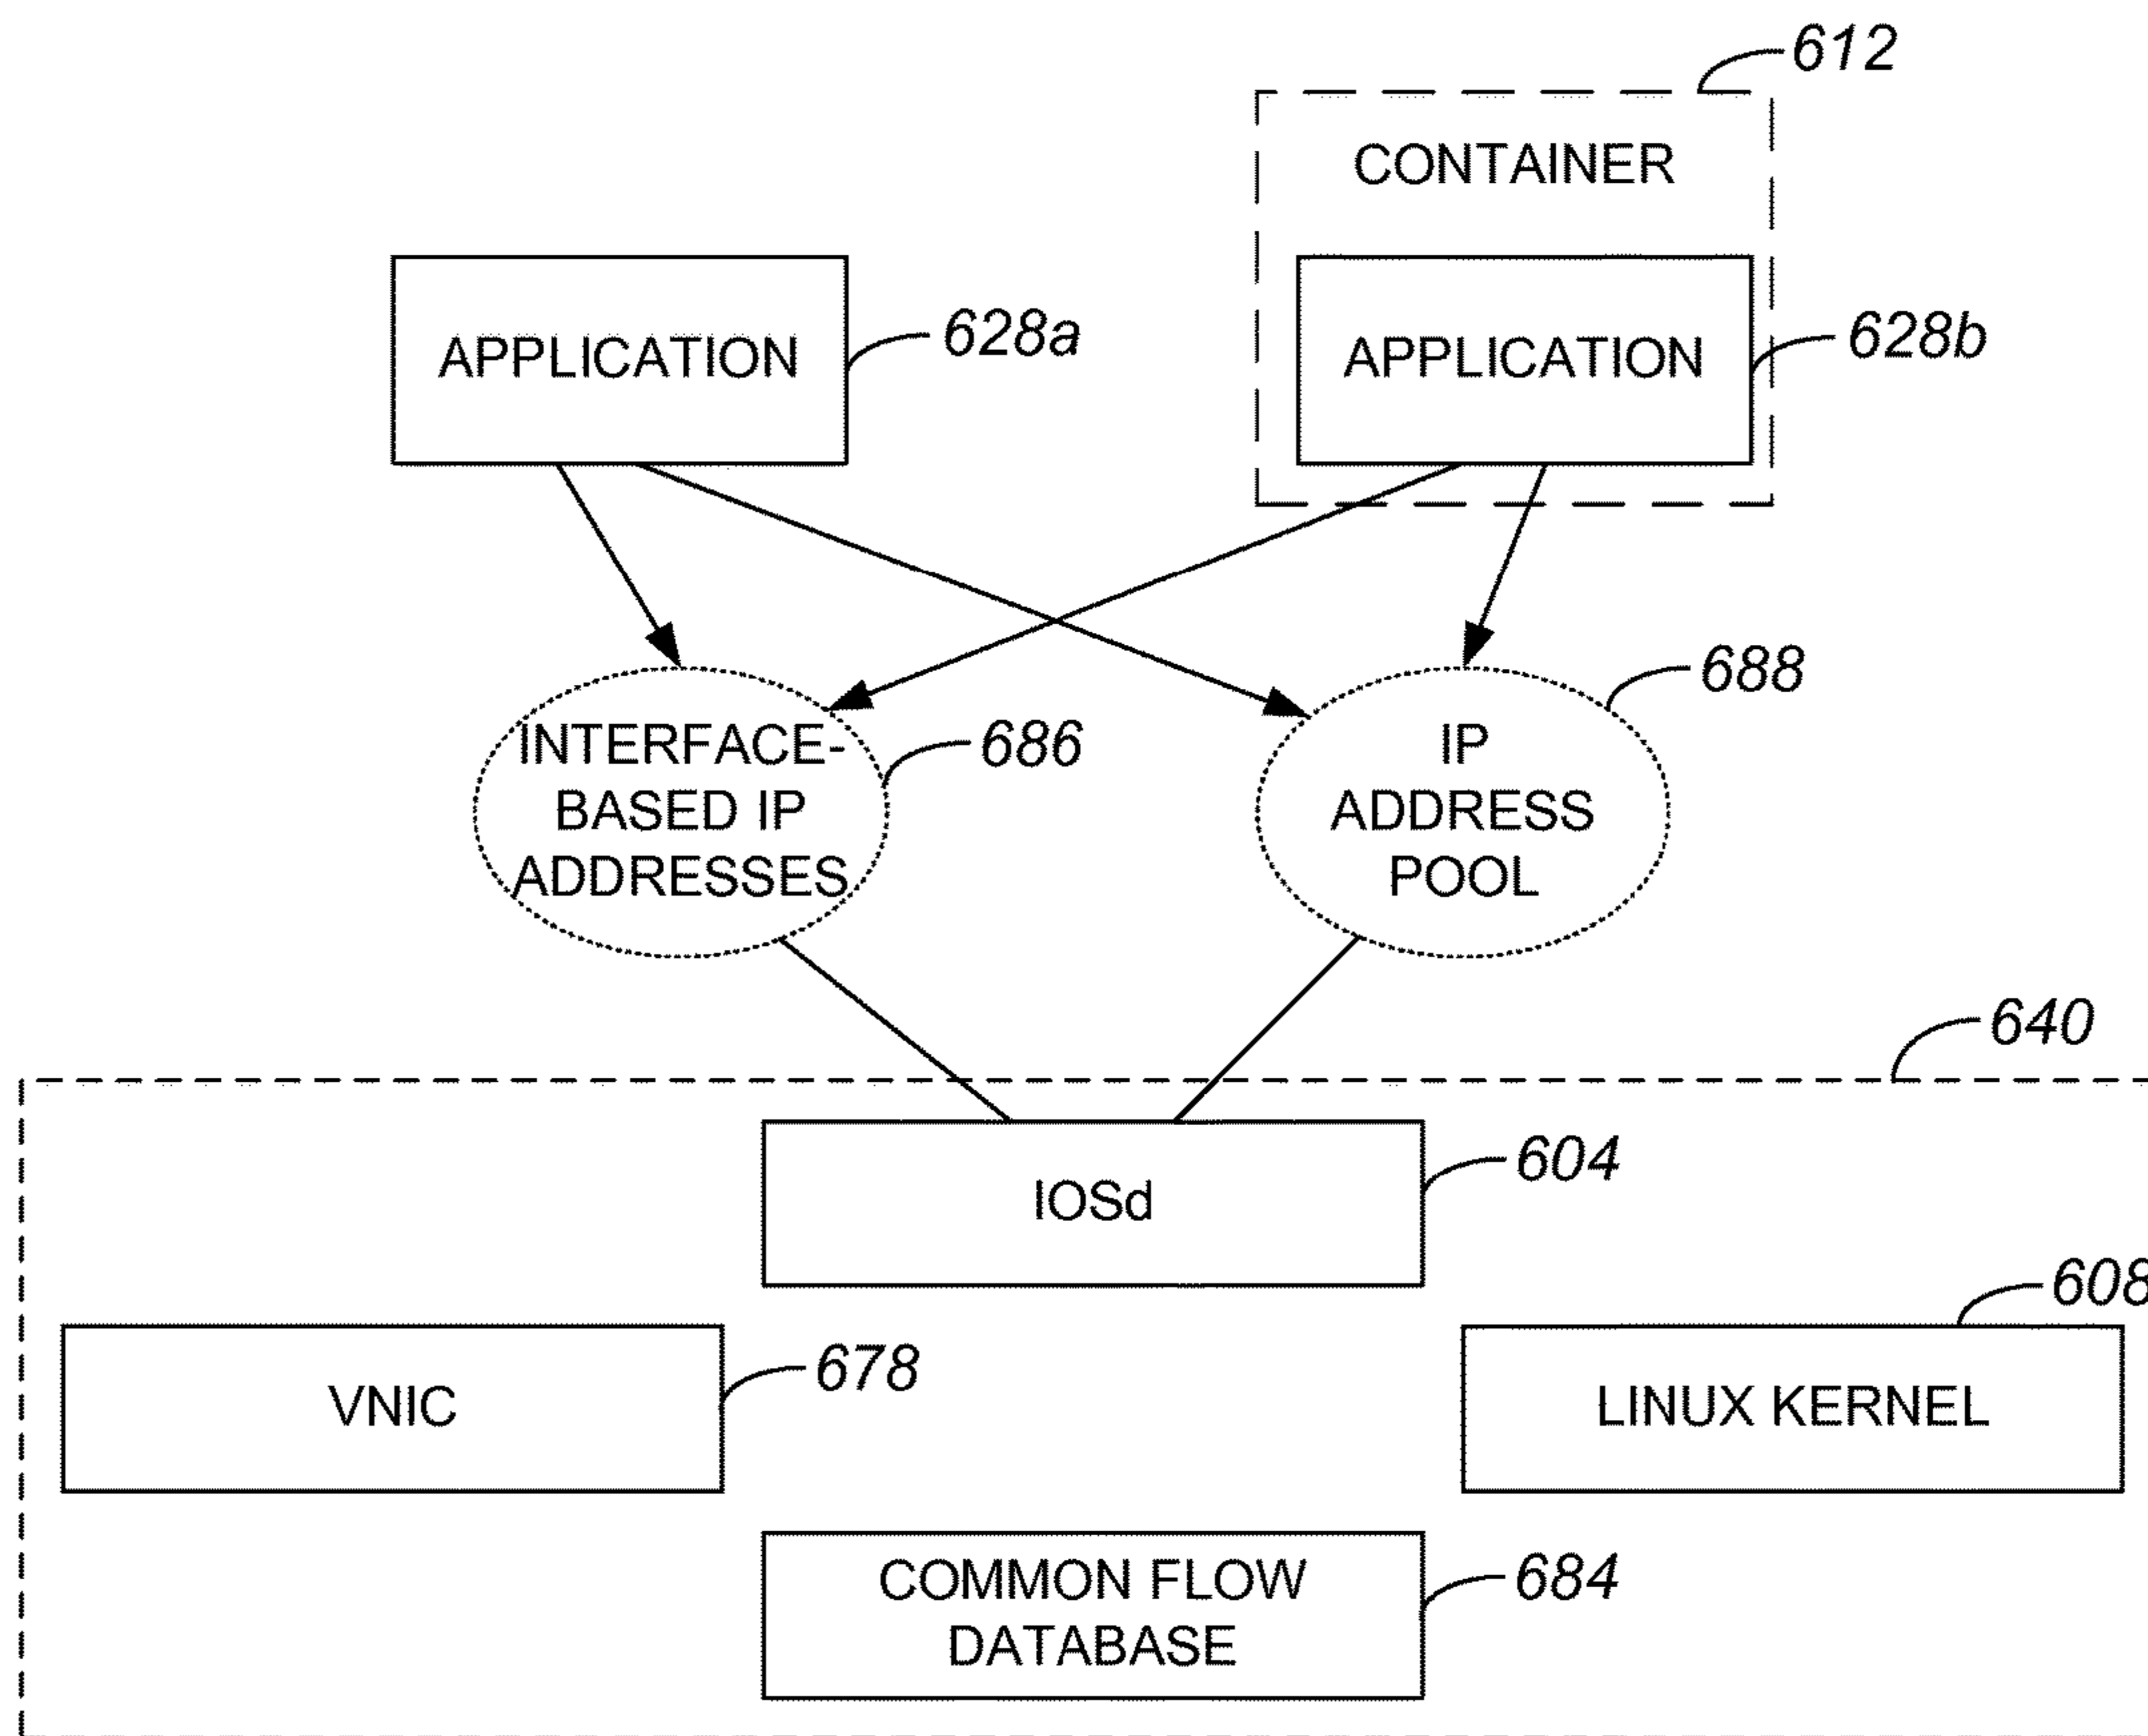 612
CONTAINER
APPLICATION
628a
APPLICATION
628b
688
INTERFACE-
BASED IP
ADDRESSES
686
IP
ADDRESS
POOL
640
IOSd
604
608
VNIC
678
LINUX KERNEL
COMMON FLOW
DATABASE
684